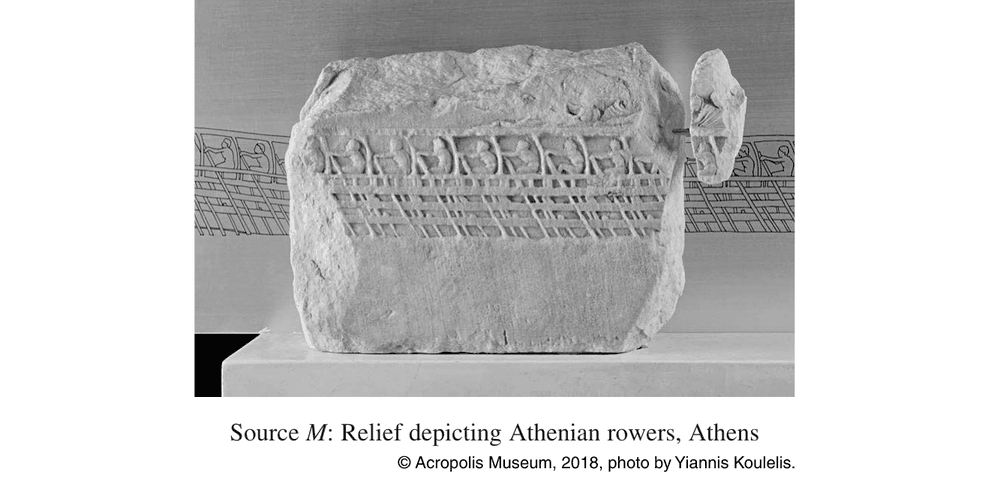 Source M: Relief depicting Athenian rowers, Athens
© Acropolis Museum, 2018, photo by Yiannis Koulelis.